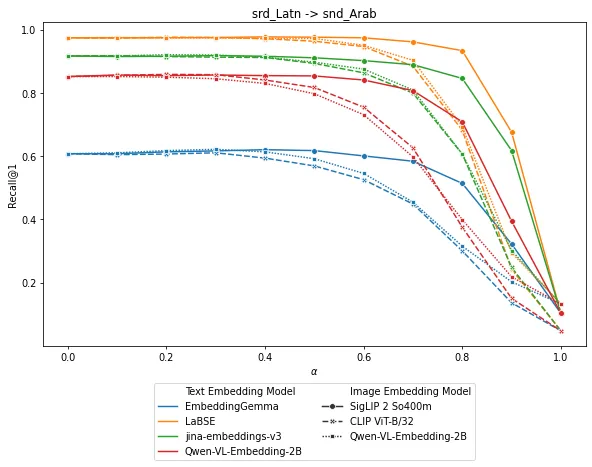 srd_Latn -> snd_Arab
1.0
0.8
0.6
0.4
0.2
Recall@1
0.0 0.2 0.4 0.6 0.8 1.0
α
Text Embedding Model
EmbeddingGemma
LaBSE
jina-embeddings-v3
Qwen-VL-Embedding-2B
Image Embedding Model
SigLIP 2 So400m
CLIP ViT-B/32
Qwen-VL-Embedding-2B